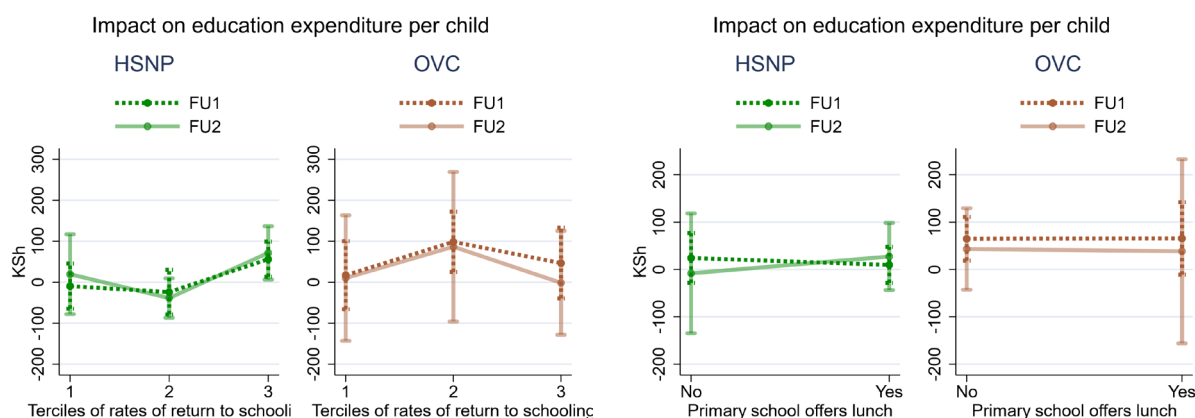 Impact on education expenditure per child
HSNP
FU1
FU2
OVC
FU1
FU2
KSh
300
200
100
0
-100
-200
1
2
3
Terciles of rates of return to schooli
300
200
100
0
-100
-200
1
2
3
Terciles of rates of return to schooling
Impact on education expenditure per child
HSNP
FU1
FU2
OVC
FU1
FU2
KSh
200
100
0
-100
-200
No
Yes
Primary school offers lunch
200
100
0
-100
-200
No
Yes
Primary school offers lunch